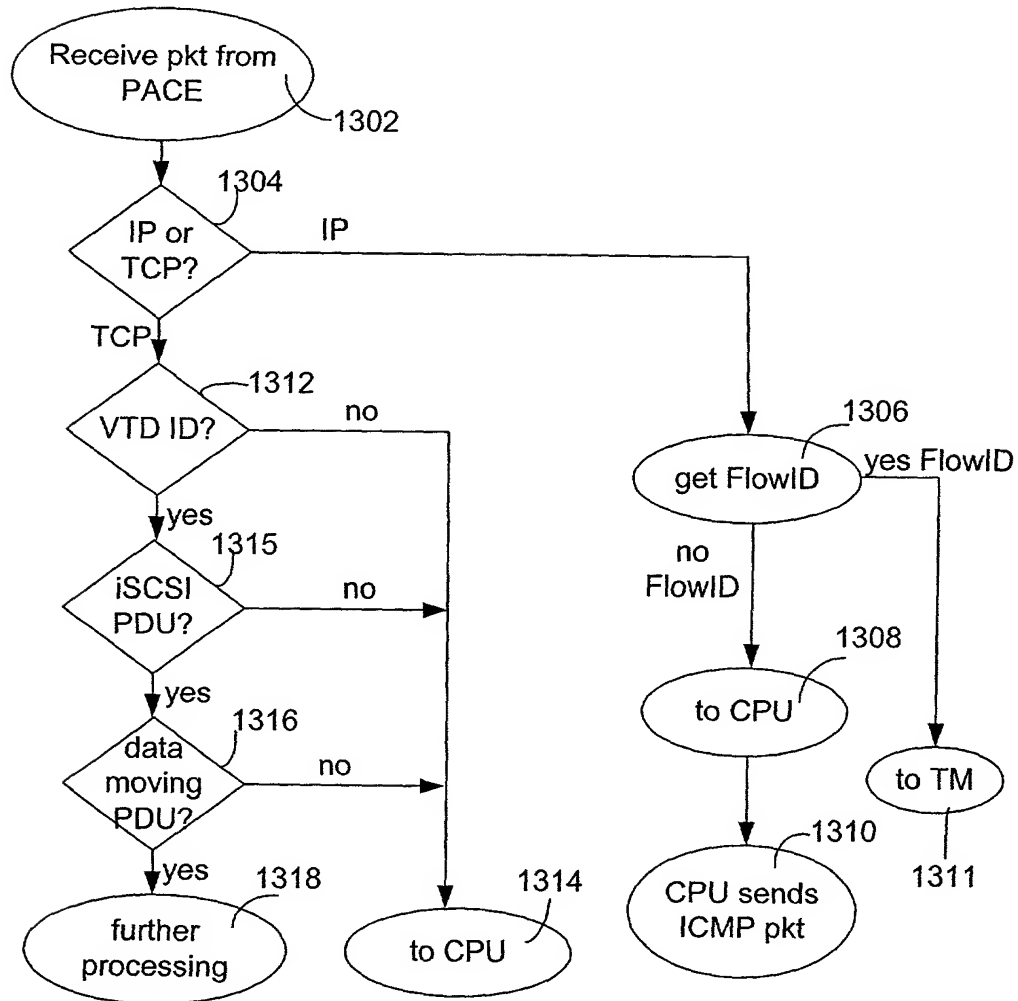 Receive pkt from
PACE
1302
1304
IP or
TCP?
IP
TCP
1312
VTD ID?
no
1306
get FlowID
yes FlowID
yes
1315
iSCSI
PDU?
no
no
FlowID
1308
to CPU
yes
1316
data
moving
PDU?
no
to TM
1311
1310
CPU sends
ICMP pkt
yes
1318
further
processing
1314
to CPU